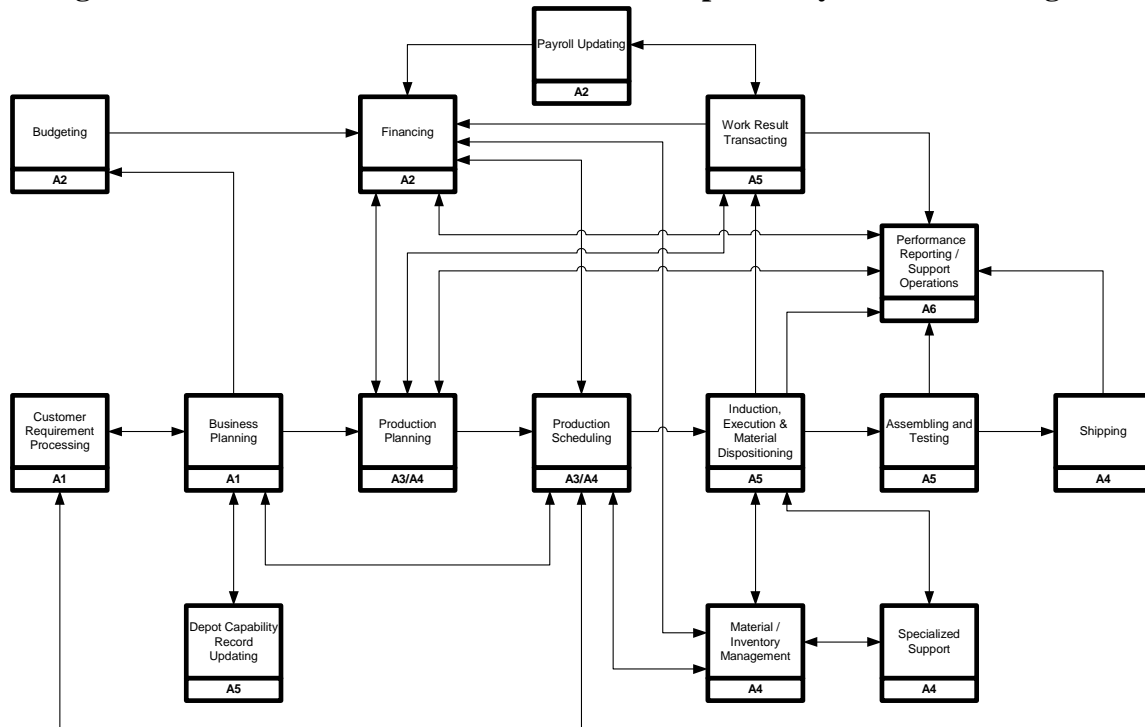 Payroll Updating
A2
Budgeting
A2
Financing
A2
Work Result
Transacting
A5
Performance
Reporting /
Support
Operations
A6
Customer
Requirement
Processing
A1
Business
Planning
A1
Production
Planning
A3/A4
Production
Scheduling
A3/A4
Induction,
Execution &
Material
Dispositioning
A5
Assembling and
Testing
A5
Shipping
A4
Depot Capability
Record
Updating
A5
Material /
Inventory
Management
A4
Specialized
Support
A4